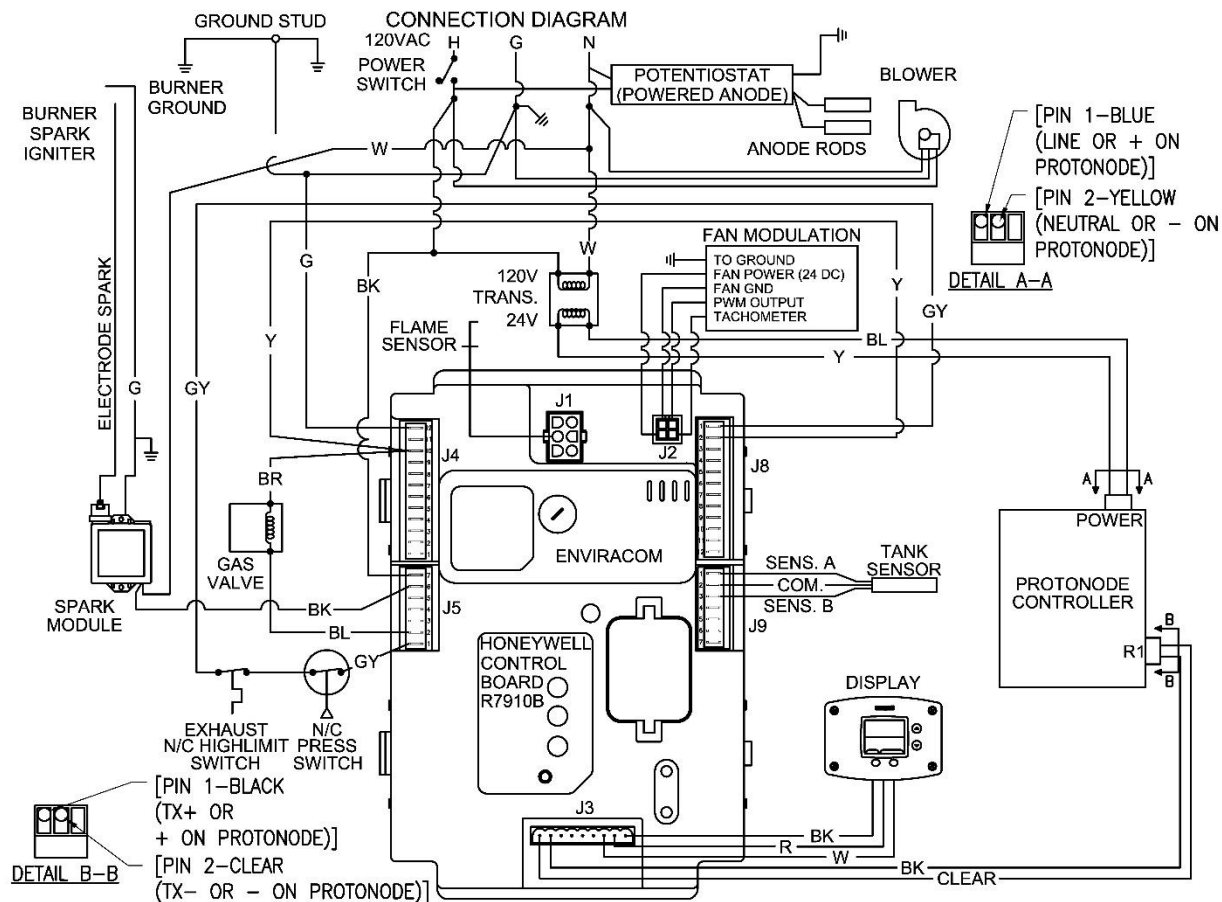 CONNECTION DIAGRAM
GROUND STUD
120VAC
H
G
N
POWER
SWITCH
BURNER
GROUND
BURNER
SPARK
IGNITER
POTENTIOSTAT
(POWERED ANODE)
BLOWER
ANODE RODS
W
[PIN 1-BLUE
(LINE OR + ON
PROTONODE)]
[PIN 2-YELLOW
(NEUTRAL OR - ON
PROTONODE)]
DETAIL A-A
G
BK
W
120V
TRANS.
24V
FAN MODULATION
TO GROUND
FAN POWER (24 DC)
FAN GND
PWM OUTPUT
TACHOMETER
Y
GY
BL
Y
FLAME
SENSOR
ELECTRODE SPARK
G
GY
Y
J1
J2
J4
J8
BR
GAS
VALVE
ENVIRACOM
SPARK
MODULE
BK
BL
GY
J5
J9
SENS. A
COM.
SENS. B
TANK
SENSOR
A
A
POWER
PROTONODE
CONTROLLER
R1
B
B
HONEYWELL
CONTROL
BOARD
R7910B
DISPLAY
EXHAUST
N/C HIGHLIMIT
SWITCH
N/C
PRESS
SWITCH
J3
BK
R
W
BK
CLEAR
[PIN 1-BLACK
(TX+ OR
+ ON PROTONODE)]
[PIN 2-CLEAR
(TX- OR - ON PROTONODE)]
DETAIL B-B